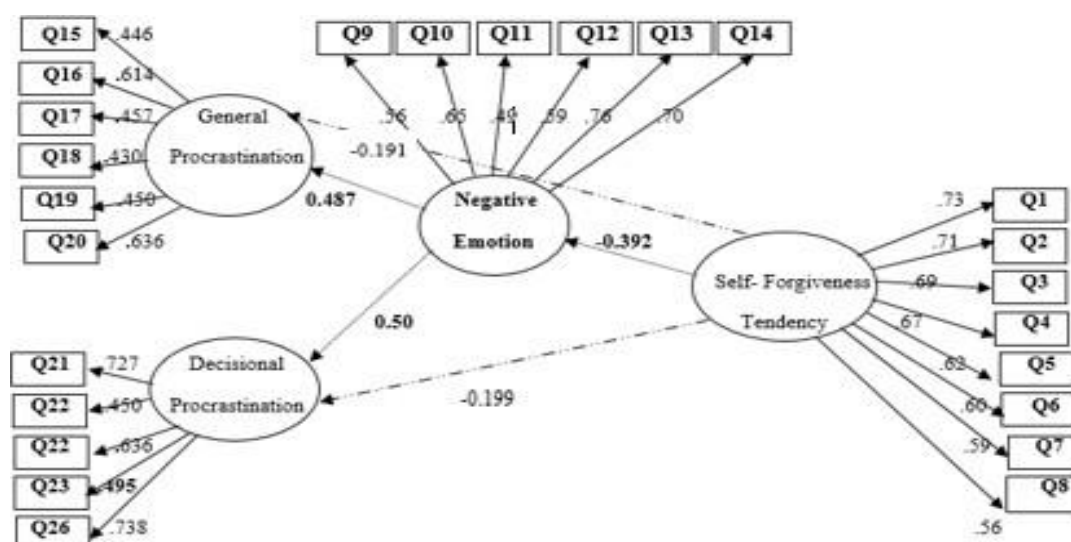 Q15
.446
Q9
Q10
Q11
Q12
Q13
Q14
Q16
.614
Q17
.457
General
Procrastination
.56
.65
.49
.59
.76
.70
Q18
.430
-0.191
Q19
.450
0.487
Negative
Emotion
.73
Q1
Q20
.636
-0.392
.71
Q2
Self- Forgiveness
Tendency
.69
Q3
.67
Q4
0.50
.62
Q5
Q21
.727
Decisional
Procrastination
Q22
.450
-0.199
.60
Q6
Q22
.636
.59
Q7
Q23
.495
Q8
Q26
.738
.56